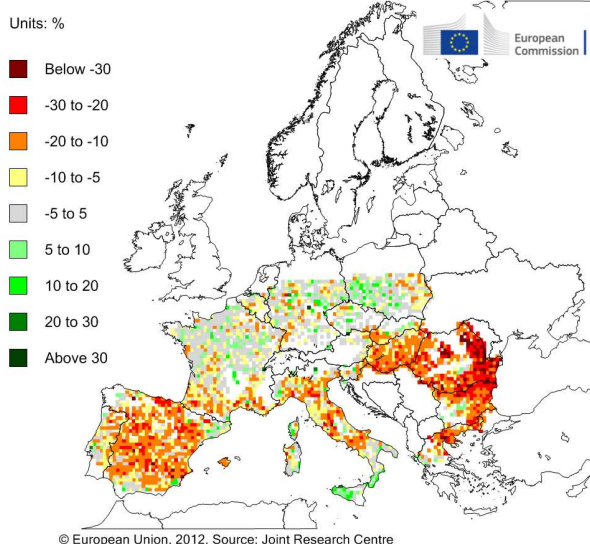 Units: %
European
Commission
Below -30
-30 to -20
-20 to -10
-10 to -5
-5 to 5
5 to 10
10 to 20
20 to 30
Above 30
© European Union, 2012. Source: Joint Research Centre